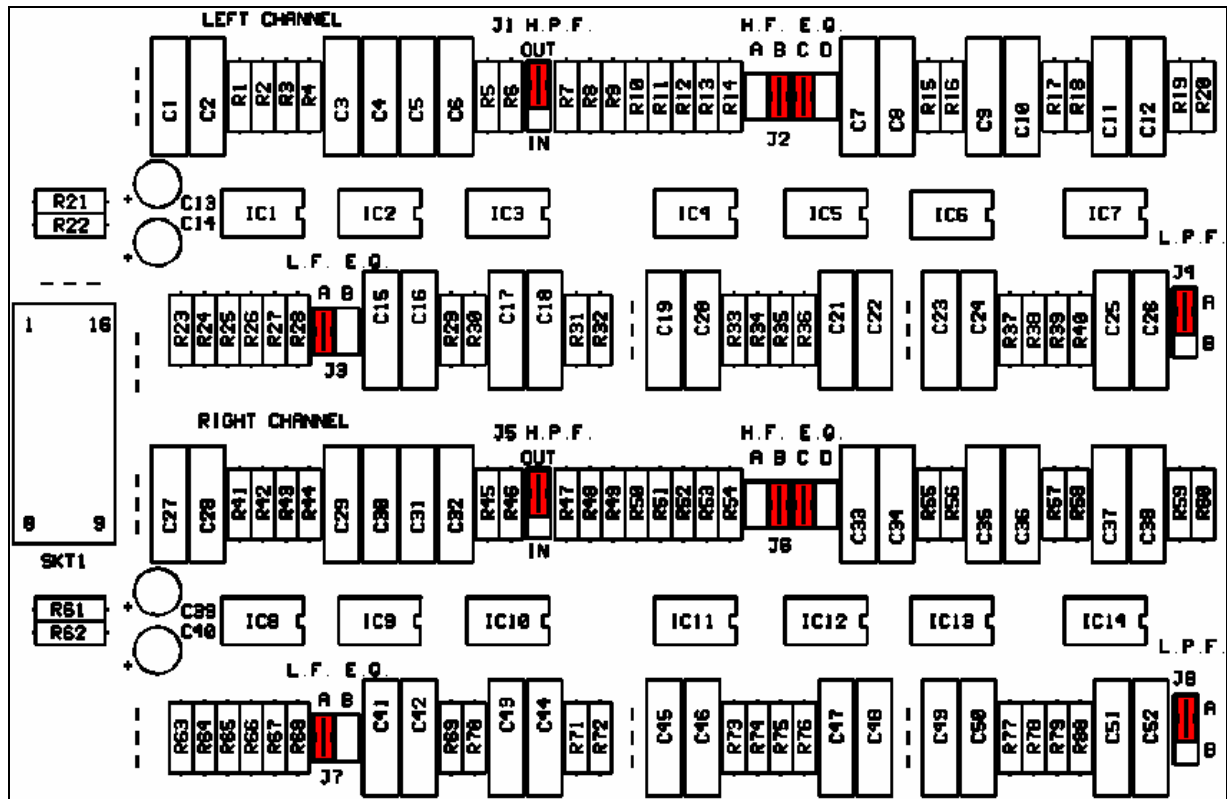 LEFT CHANNEL
J1 H.P.F.
OUT
H.F. E.Q.
A B C D
C1 C2 R1 R2 R3 R4 C3 C4 C5 C6 R5 R6 R7 R8 R9 R10 R11 R12 R13 R14 C7 C8 R15 R16 C9 C10 R17 R18 C11 C12 R19 R20
IN
J2
R21
R22
+ C13
+ C14
IC1 IC2 IC3 IC4 IC5 IC6 IC7
L.F. E.Q.
L.P.F.
J4
A B
A
B
1 16
8 9
SKT1
R23 R24 R25 R26 R27 R28 C15 C16 R29 R30 C17 C18 R31 R32 C19 C20 R33 R34 R35 R36 C21 C22 C23 C24 R37 R38 R39 R40 C25 C26
J3
RIGHT CHANNEL
J5 H.P.F.
OUT
H.F. E.Q.
A B C D
C27 C28 R41 R42 R43 R44 C29 C30 C31 C32 R45 R46 R47 R48 R49 R50 R51 R52 R53 R54 C33 C34 R55 R56 C35 C36 R57 R58 C37 C38 R59 R60
IN
J6
R61
R62
+ C39
+ C40
IC8 IC9 IC10 IC11 IC12 IC13 IC14
L.F. E.Q.
L.P.F.
J8
A B
A
B
R63 R64 R65 R66 R67 R68 C41 C42 R69 R70 C43 C44 R71 R72 C45 C46 R73 R74 R75 R76 C47 C48 C49 C50 R77 R78 R79 R80 C51 C52
J7